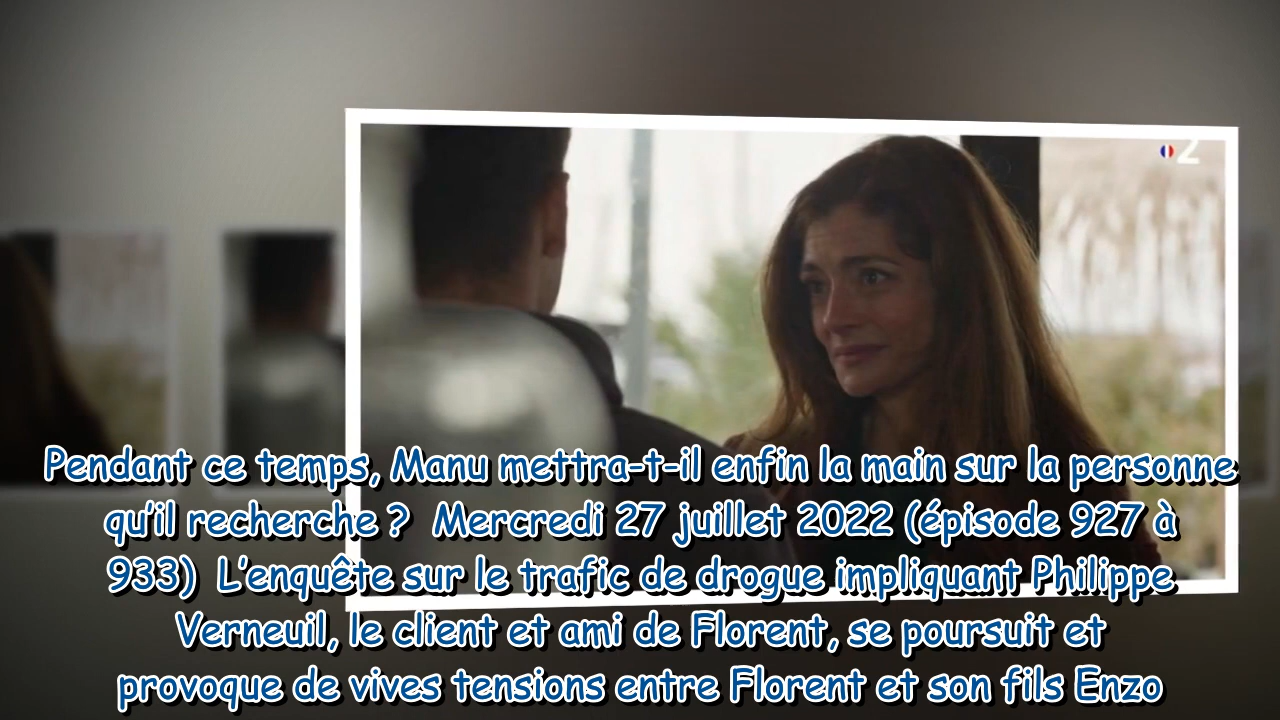 2
Pendant ce temps, Manu mettra-t-il enfin la main sur la personne
qu'il recherche ?  Mercredi 27 juillet 2022 (épisode 927 à
933)  L'enquête sur le trafic de drogue impliquant Philippe
Verneuil, le client et ami de Florent, se poursuit et
provoque de vives tensions entre Florent et son fils Enzo